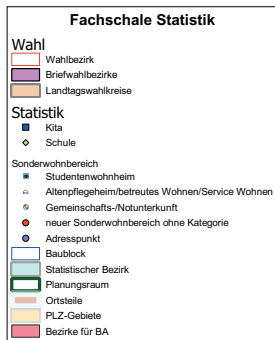 Fachschale Statistik
Wahl
Wahlbezirk
Briefwahlbezirke
Landtagswahlkreise
Statistik
Kita
Schule
Sonderwohnbereich
Studentenwohnheim
Altenpflegeheim/betreutes Wohnen/Service Wohnen
Gemeinschafts-/Notunterkunft
neuer Sonderwohnbereich ohne Kategorie
Adresspunkt
Baublock
Statistischer Bezirk
Planungsraum
Ortsteile
PLZ-Gebiete
Bezirke für BA